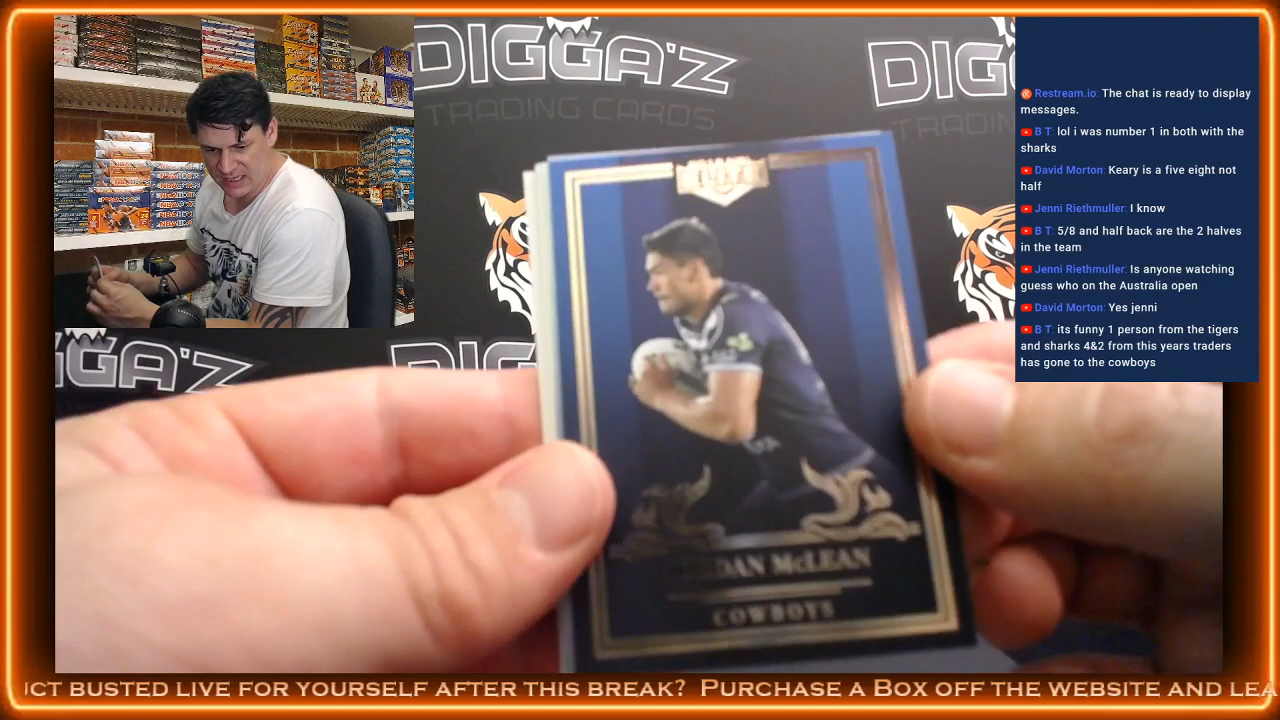 DIGGA'Z
TRADING CARDS
DIG
TRADING
GA'Z
DIGGA'Z
Restream.io: The chat is ready to display
messages.
B T: lol i was number 1 in both with the
sharks
David Morton: Keary is a five eight not
half
Jenni Riethmuller: I know
B T: 5/8 and half back are the 2 halves
in the team
Jenni Riethmuller: Is anyone watching
guess who on the Australia open
David Morton: Yes jenni
B T: its funny 1 person from the tigers
and sharks 4&2 from this years traders
has gone to the cowboys
DAN McLEAN
COWBOYS
UCT BUSTED LIVE FOR YOURSELF AFTER THIS BREAK? PURCHASE A BOX OFF THE WEBSITE AND LEA